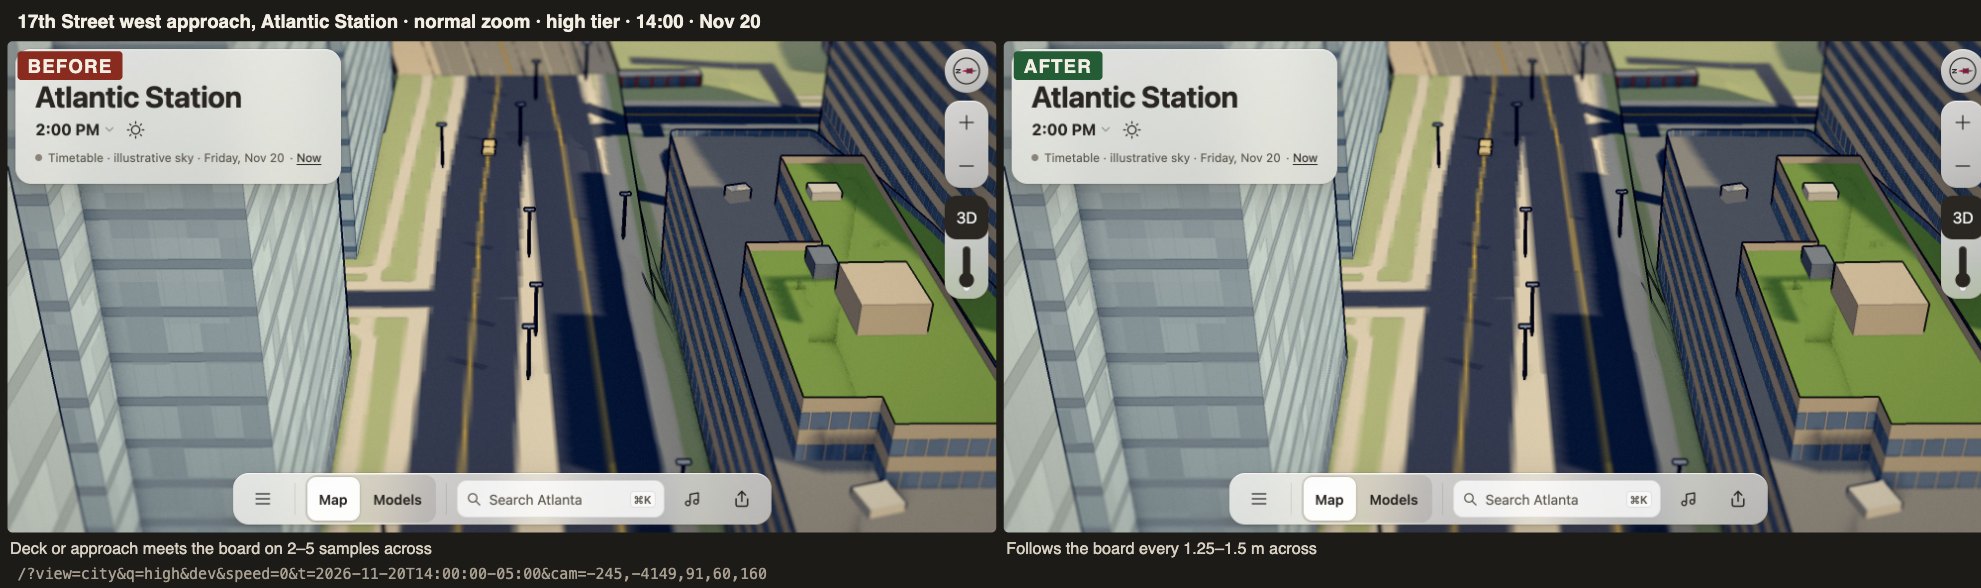 17th Street west approach, Atlantic Station · normal zoom · high tier · 14:00 · Nov 20
BEFORE
Atlantic Station
2:00 PM
Timetable · illustrative sky · Friday, Nov 20 · Now
N
+
−
3D
Map Models Search Atlanta ⌘K
Deck or approach meets the board on 2–5 samples across
AFTER
Atlantic Station
2:00 PM
Timetable · illustrative sky · Friday, Nov 20 · Now
N
+
−
3D
Map Models Search Atlanta ⌘K
Follows the board every 1.25–1.5 m across
/?view=city&q=high&dev&speed=0&t=2026-11-20T14:00:00-05:00&cam=-245,-4149,91,60,160